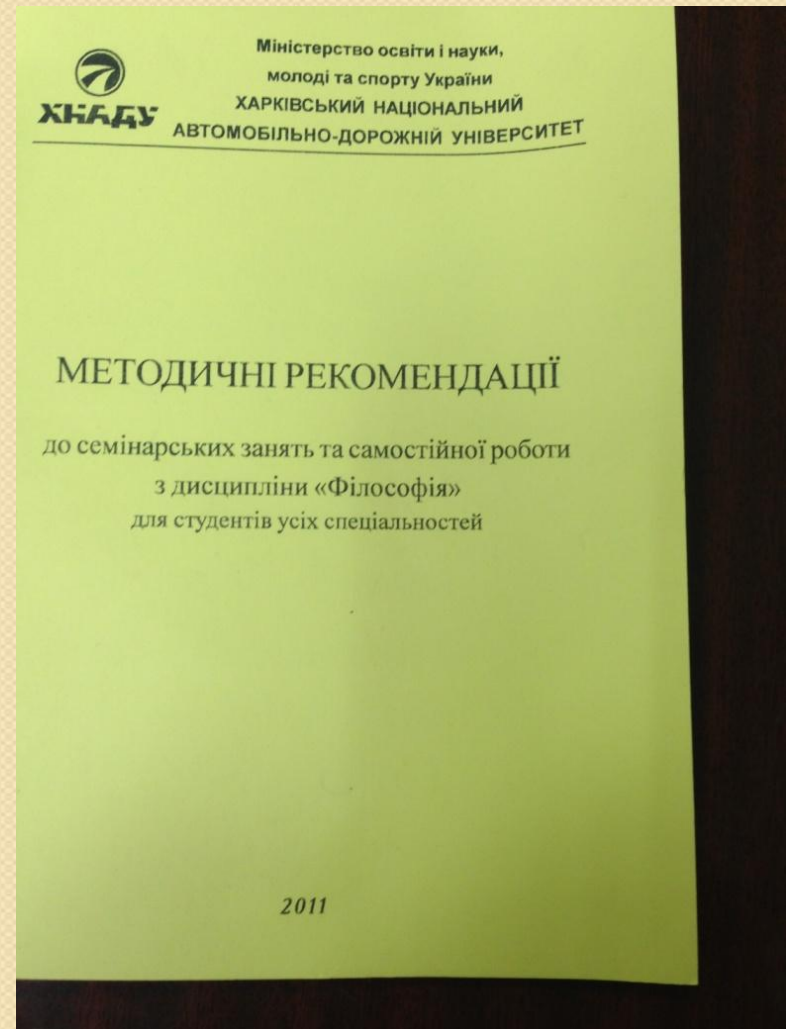 Міністерство освіти і науки,
молоді та спорту України
ХАРКІВСЬКИЙ НАЦІОНАЛЬНИЙ
АВТОМОБІЛЬНО-ДОРОЖНІЙ УНІВЕРСИТЕТ
ХНАДУ
МЕТОДИЧНІ РЕКОМЕНДАЦІЇ
до семінарських занять та самостійної роботи
з дисципліни «Філософія»
для студентів усіх спеціальностей
2011